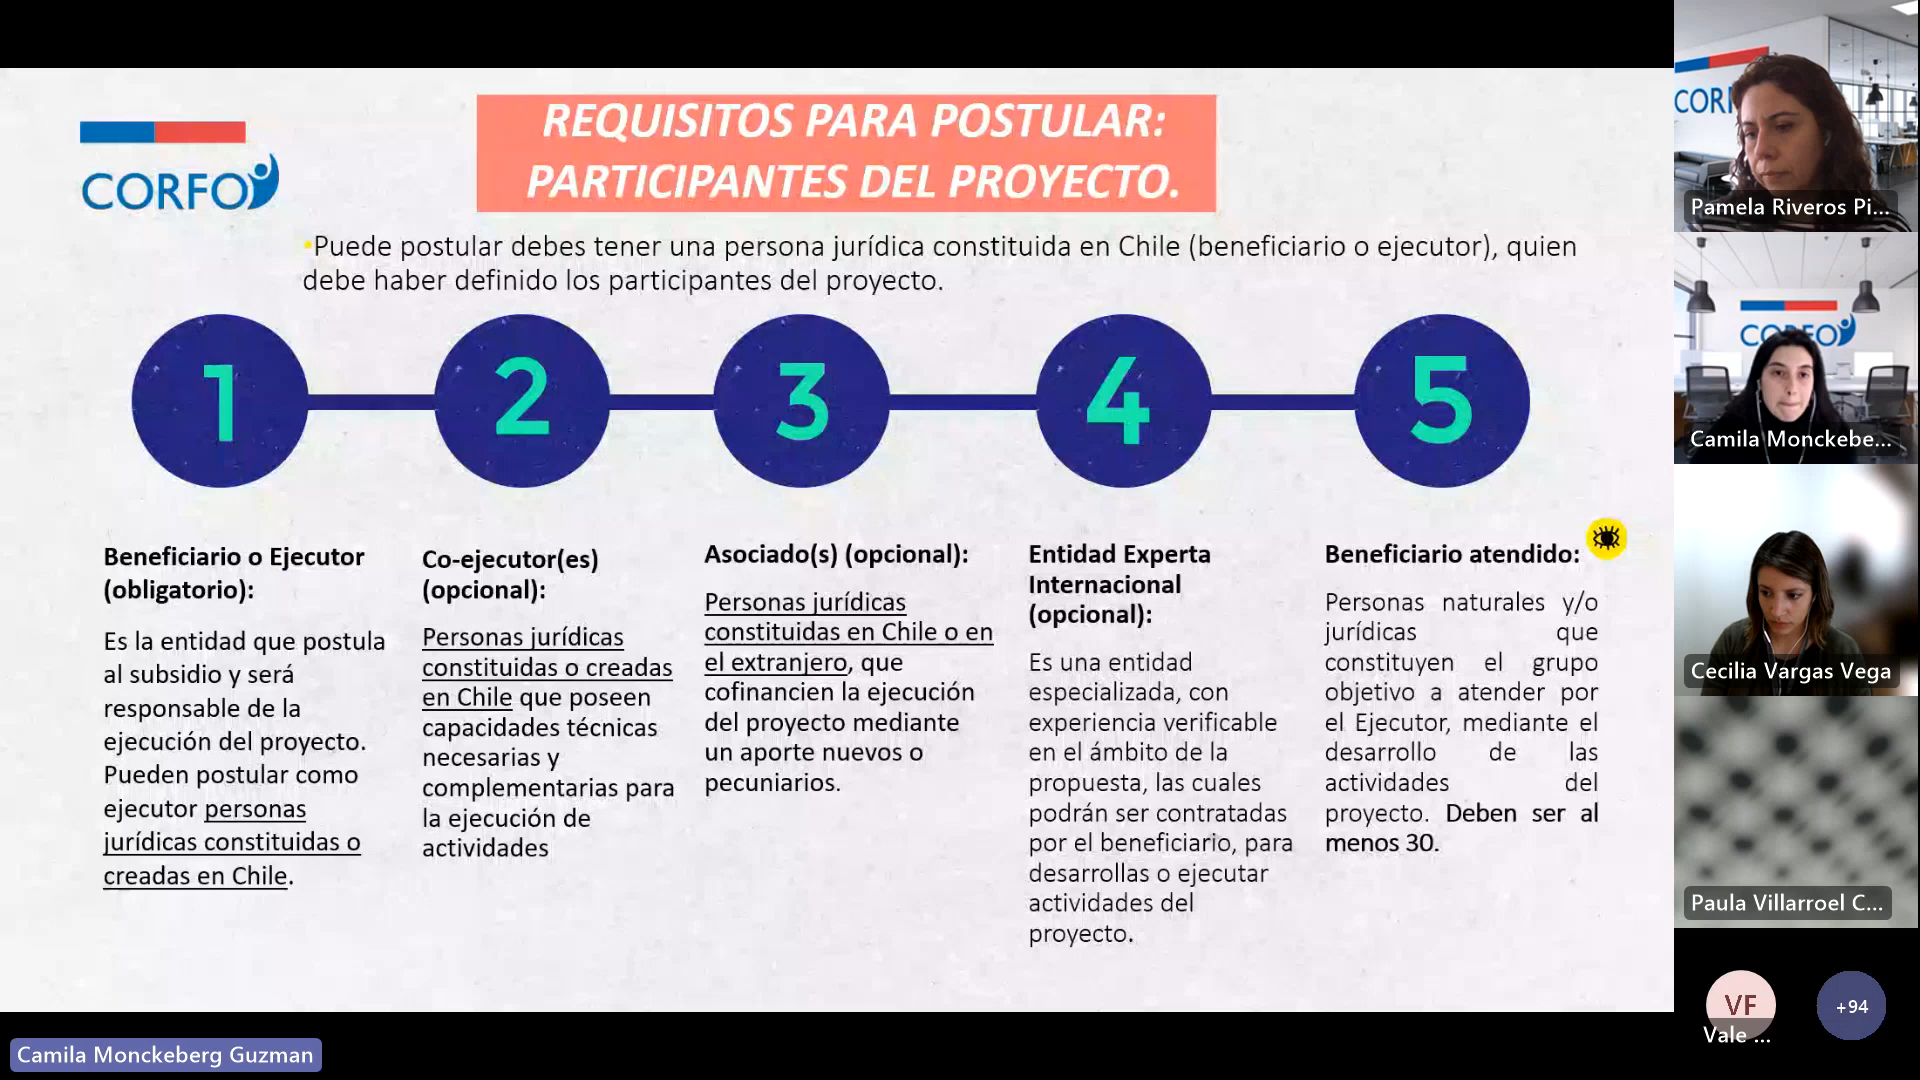 CORFO
REQUISITOS PARA POSTULAR:
PARTICIPANTES DEL PROYECTO.
•Puede postular debes tener una persona jurídica constituida en Chile (beneficiario o ejecutor), quien
debe haber definido los participantes del proyecto.
1
2
3
4
5
Beneficiario o Ejecutor
(obligatorio):
Es la entidad que postula
al subsidio y será
responsable de la
ejecución del proyecto.
Pueden postular como
ejecutor personas
jurídicas constituidas o
creadas en Chile.
Co-ejecutor(es)
(opcional):
Personas jurídicas
constituidas o creadas
en Chile que poseen
capacidades técnicas
necesarias y
complementarias para
la ejecución de
actividades
Asociado(s) (opcional):
Personas jurídicas
constituidas en Chile o en
el extranjero, que
cofinancien la ejecución
del proyecto mediante
un aporte nuevos o
pecuniarios.
Entidad Experta
Internacional
(opcional):
Es una entidad
especializada, con
experiencia verificable
en el ámbito de la
propuesta, las cuales
podrán ser contratadas
por el beneficiario, para
desarrollas o ejecutar
actividades del
proyecto.
Beneficiario atendido:
Personas naturales y/o
jurídicas que
constituyen el grupo
objetivo a atender por
el Ejecutor, mediante el
desarrollo de las
actividades del
proyecto. Deben ser al
menos 30.
CORF
Pamela Riveros Pi...
CORFO
Camila Monckebe...
Cecilia Vargas Vega
Paula Villarroel C...
VF
Vale ...
+94
Camila Monckeberg Guzman